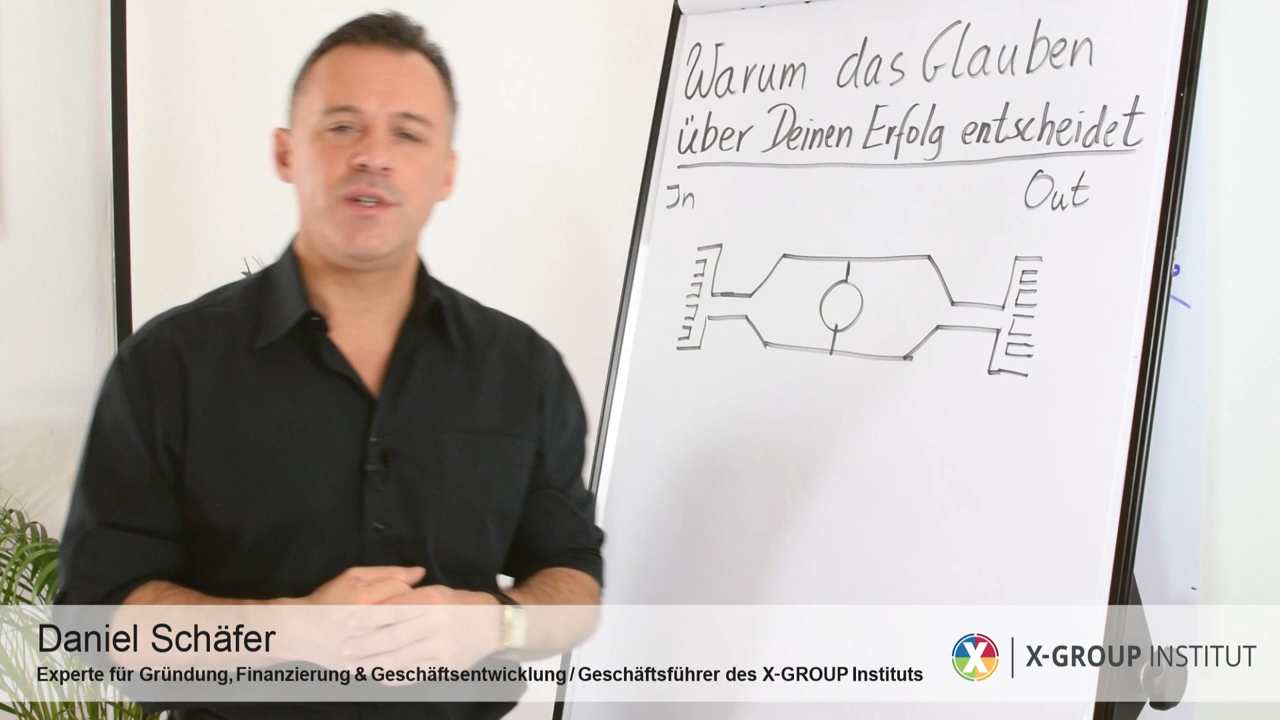 Warum das Glauben
über Deinen Erfolg entscheidet
In Out
Daniel Schäfer
Experte für Gründung, Finanzierung & Geschäftsentwicklung / Geschäftsführer des X-GROUP Instituts
X X-GROUP INSTITUT